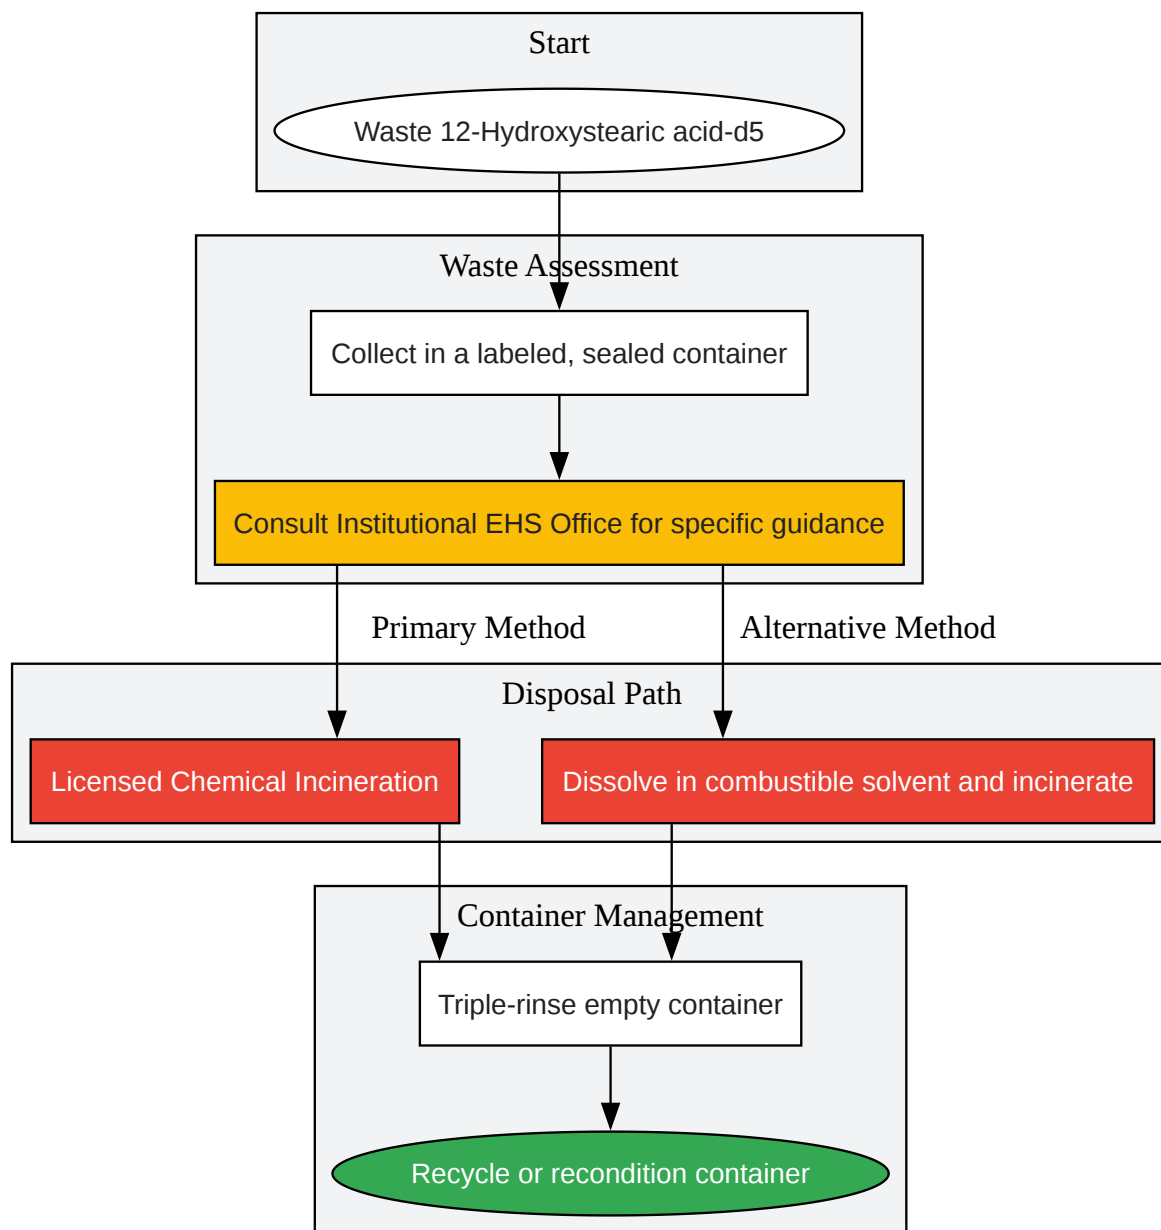 Start
Waste 12-Hydroxystearic acid-d5
Waste Assessment
Collect in a labeled, sealed container
Consult Institutional EHS Office for specific guidance
Primary Method
Alternative Method
Disposal Path
Licensed Chemical Incineration
Dissolve in combustible solvent and incinerate
Container Management
Triple-rinse empty container
Recycle or recondition container